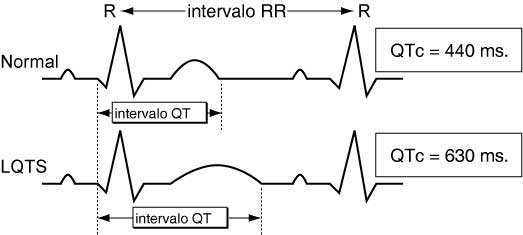 R intervalo RR R
Normal
QTc = 440 ms.
intervalo QT
LQTS
QTc = 630 ms.
intervalo QT